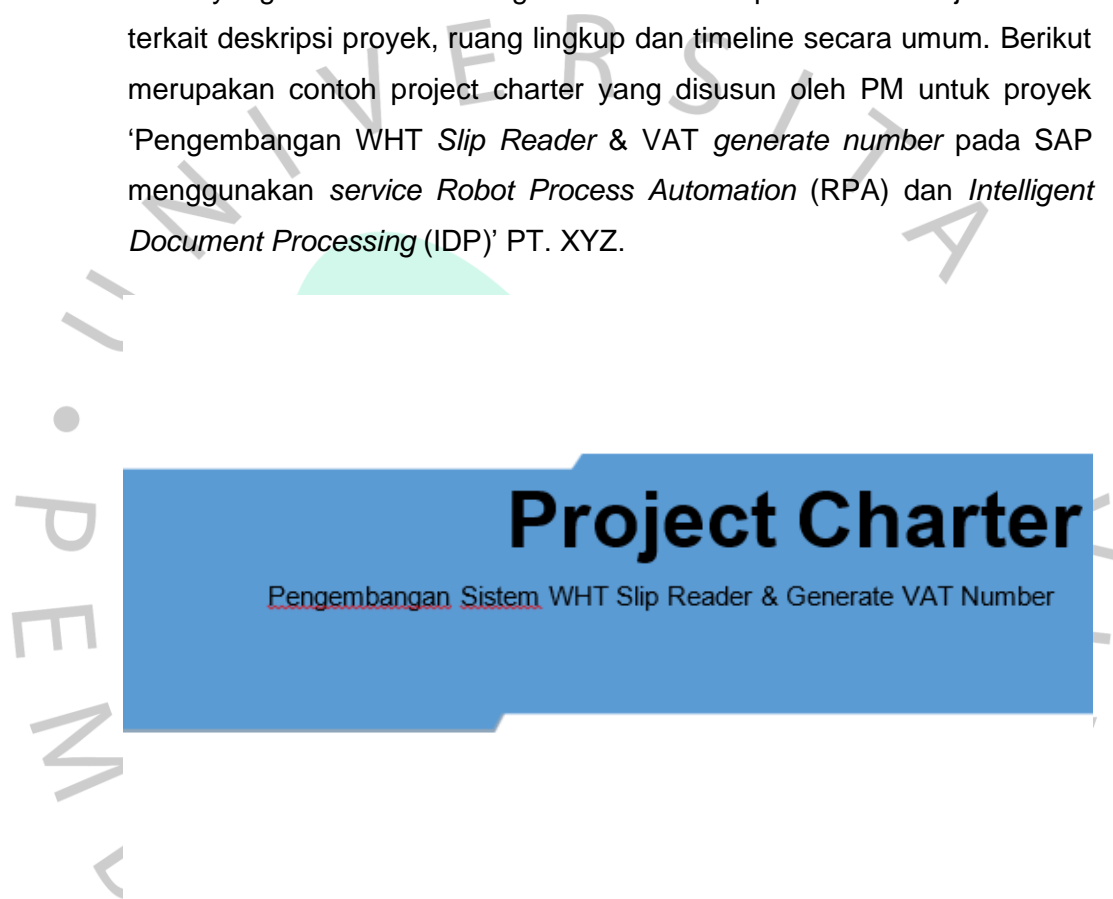 terkait deskripsi proyek, ruang lingkup dan timeline secara umum. Berikut
merupakan contoh project charter yang disusun oleh PM untuk proyek
‘Pengembangan WHT Slip Reader & VAT generate number pada SAP
menggunakan service Robot Process Automation (RPA) dan Intelligent
Document Processing (IDP)’ PT. XYZ.
Project Charter
Pengembangan Sistem WHT Slip Reader & Generate VAT Number